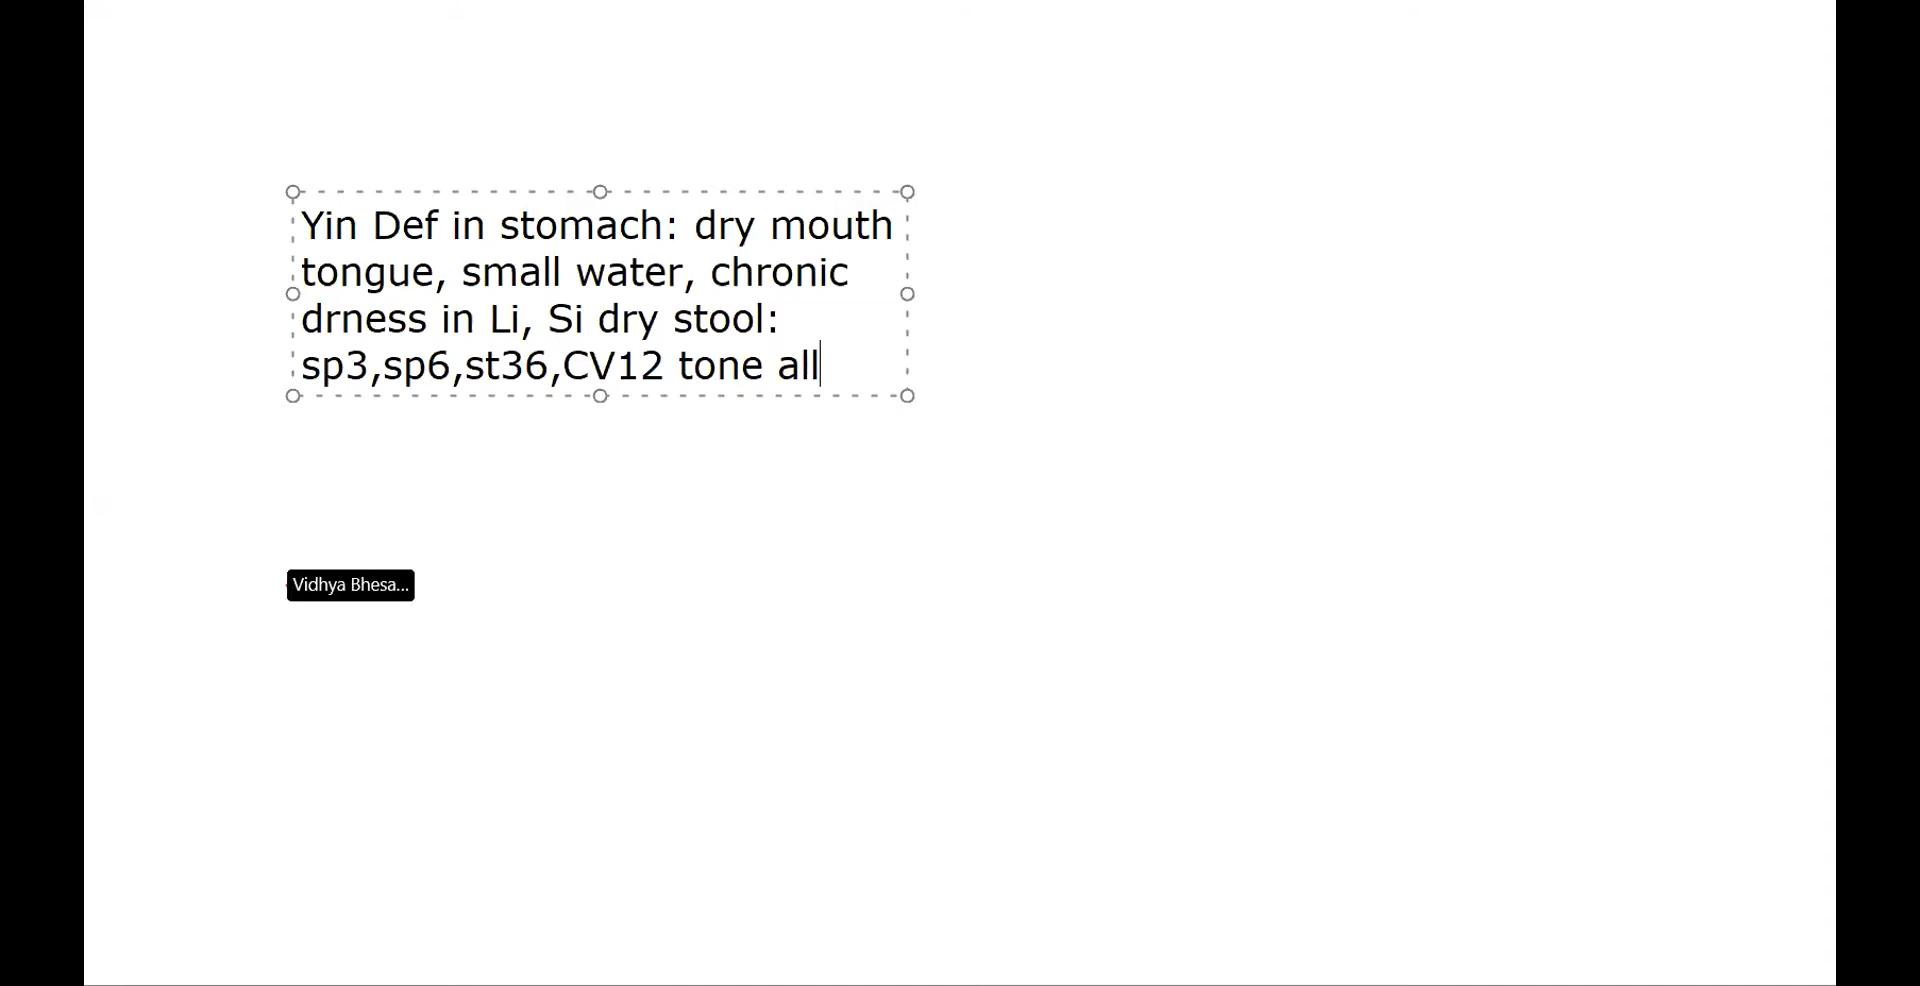 Yin Def in stomach: dry mouth
tongue, small water, chronic
drness in Li, Si dry stool:
sp3,sp6,st36,CV12 tone all
Vidhya Bhesa...